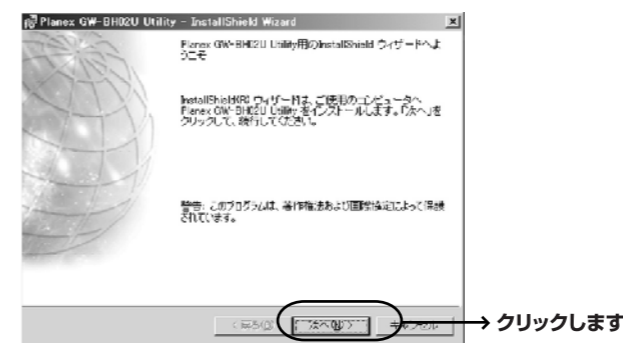 Planex GW-BH02U Utility - InstallShield Wizard
Planex GW-BH02U Utility用のInstallShield ウィザードへよ
うこそ
InstallShield(R) ウィザードは、ご使用のコンピュータへ
Planex GW-BH02U Utility をインストールします。「次へ」を
クリックして、続行してください。
警告: このプログラムは、著作権法および国際協定によって保護
されています。
< 戻る(B)
次へ(N) >
キャンセル
クリックします